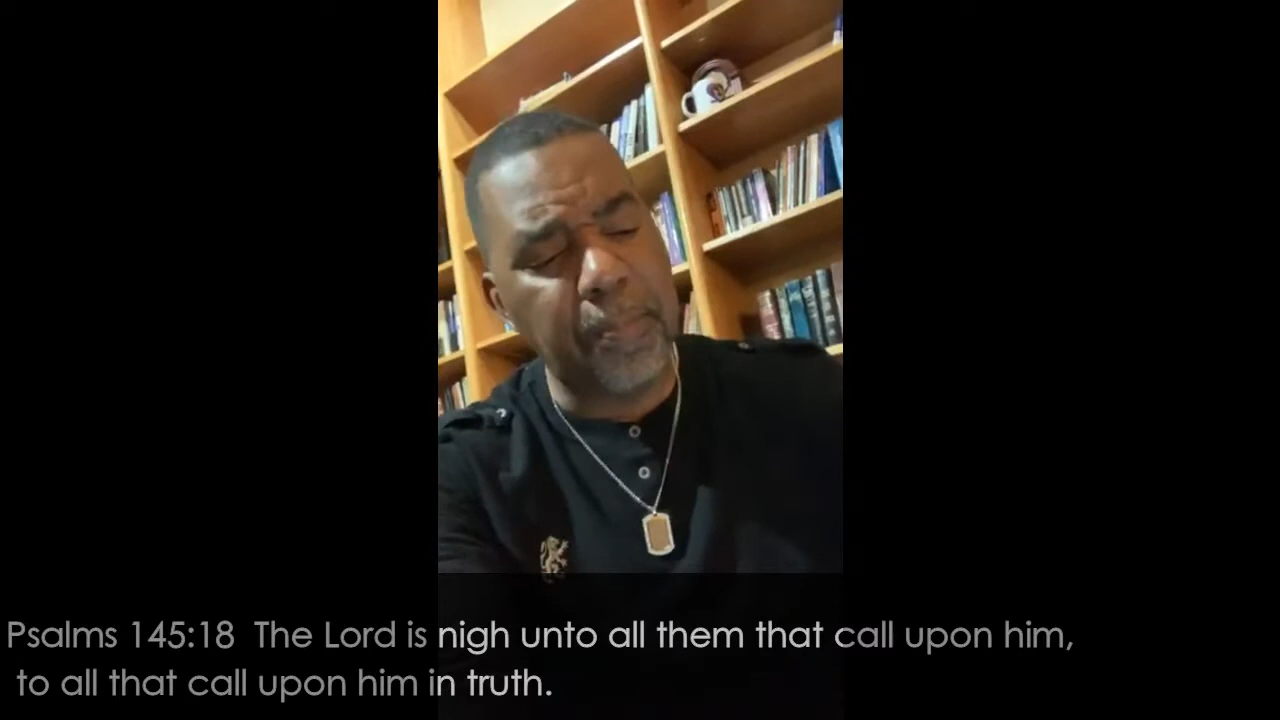 Psalms 145:18 The Lord is nigh unto all them that call upon him,
to all that call upon him in truth.